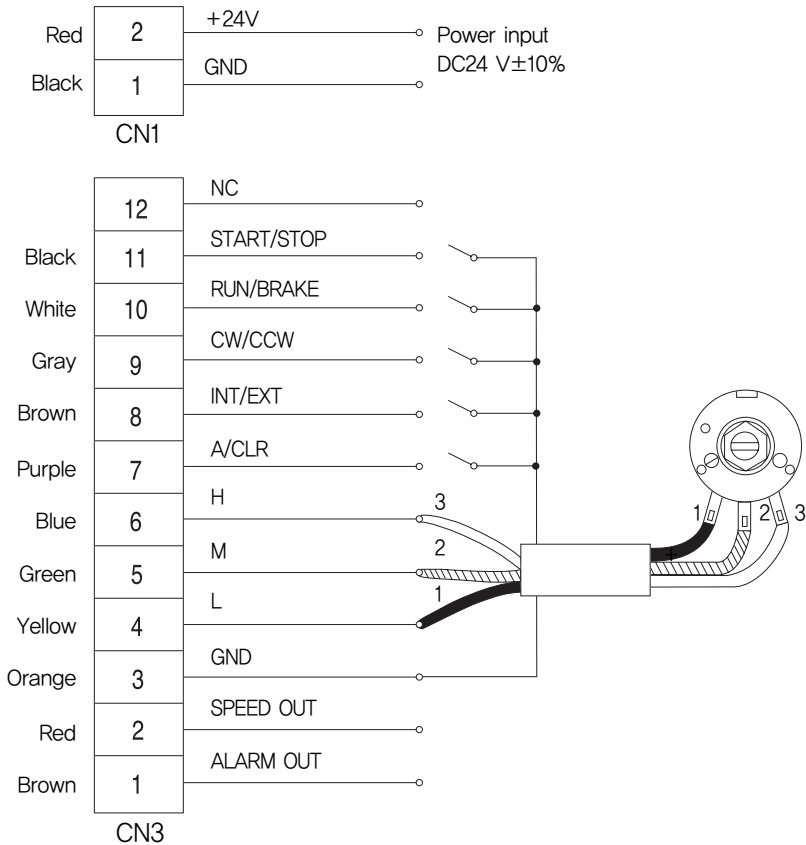 Red 2 +24V Power input
DC24 V±10%
Black 1 GND
CN1
12 NC
Black 11 START/STOP
White 10 RUN/BRAKE
Gray 9 CW/CCW
Brown 8 INT/EXT
Purple 7 A/CLR
Blue 6 H 3
Green 5 M 2
Yellow 4 L 1
1 2 3
Orange 3 GND
Red 2 SPEED OUT
Brown 1 ALARM OUT
CN3